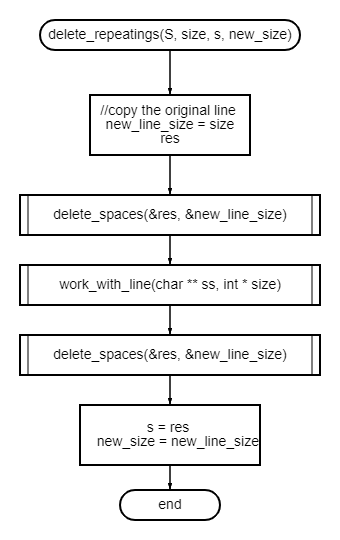 delete_repeatings(S, size, s, new_size)
//copy the original line
new_line_size = size
res
delete_spaces(&res, &new_line_size)
work_with_line(char ** ss, int * size)
delete_spaces(&res, &new_line_size)
s = res
new_size = new_line_size
end